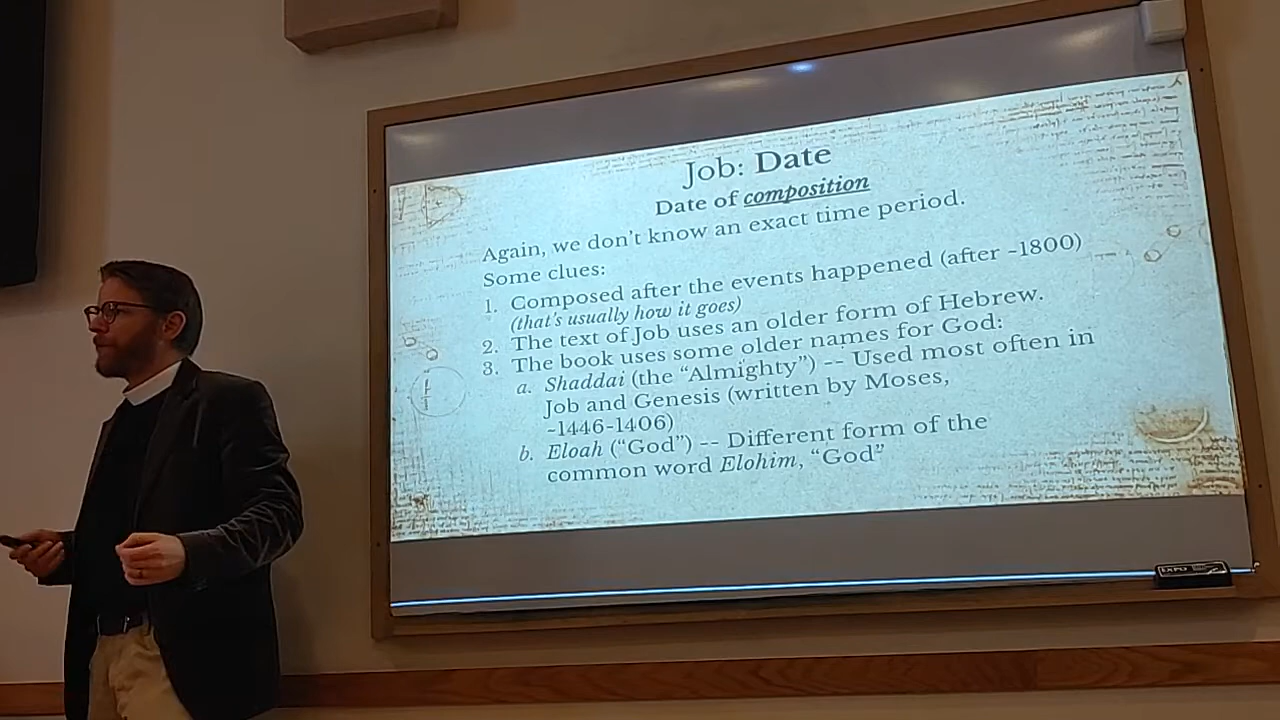 Job: Date
Date of composition
Again, we don't know an exact time period.
Some clues:
1. Composed after the events happened (after ~1800)
(that's usually how it goes)
2. The text of Job uses an older form of Hebrew.
3. The book uses some older names for God:
a. Shaddai (the "Almighty") -- Used most often in
Job and Genesis (written by Moses,
~1446-1406)
b. Eloah ("God") -- Different form of the
common word Elohim, "God"
EXPO